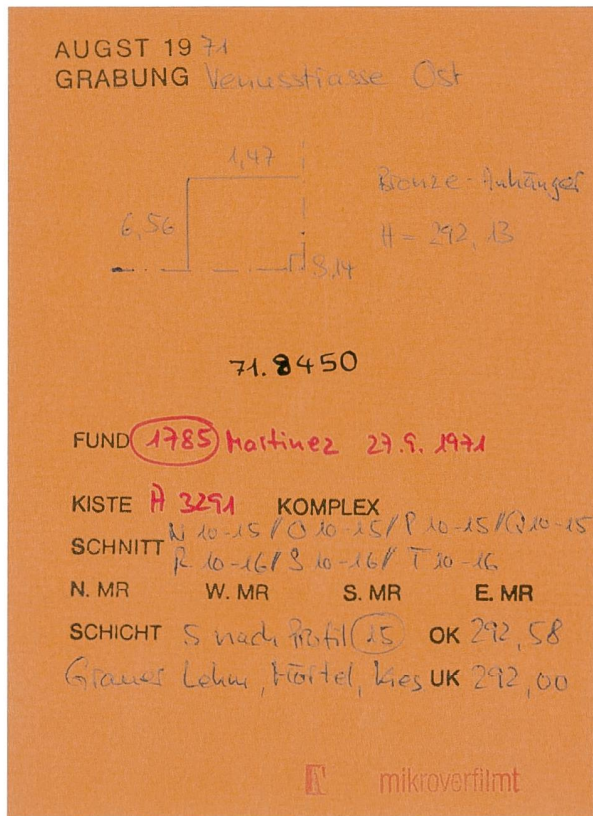 AUGST 1971
GRABUNG Venusstrasse Ost
1,47
Bronze-Anhänger
6,56
H = 292,13
8,14
71.8450
FUND 1785 Martinez 27.9.1971
KISTE A 3291 KOMPLEX
SCHNITT N 10-15 // O 10-15 // P 10-15 // Q 10-15
R 10-16 // S 10-16 // T 10-16
N. MR W. MR S. MR E. MR
SCHICHT 5 nach Profil 15 OK 292,58
Grauer Lehm, Mörtel, Kies UK 292,00
mikroverfilmt